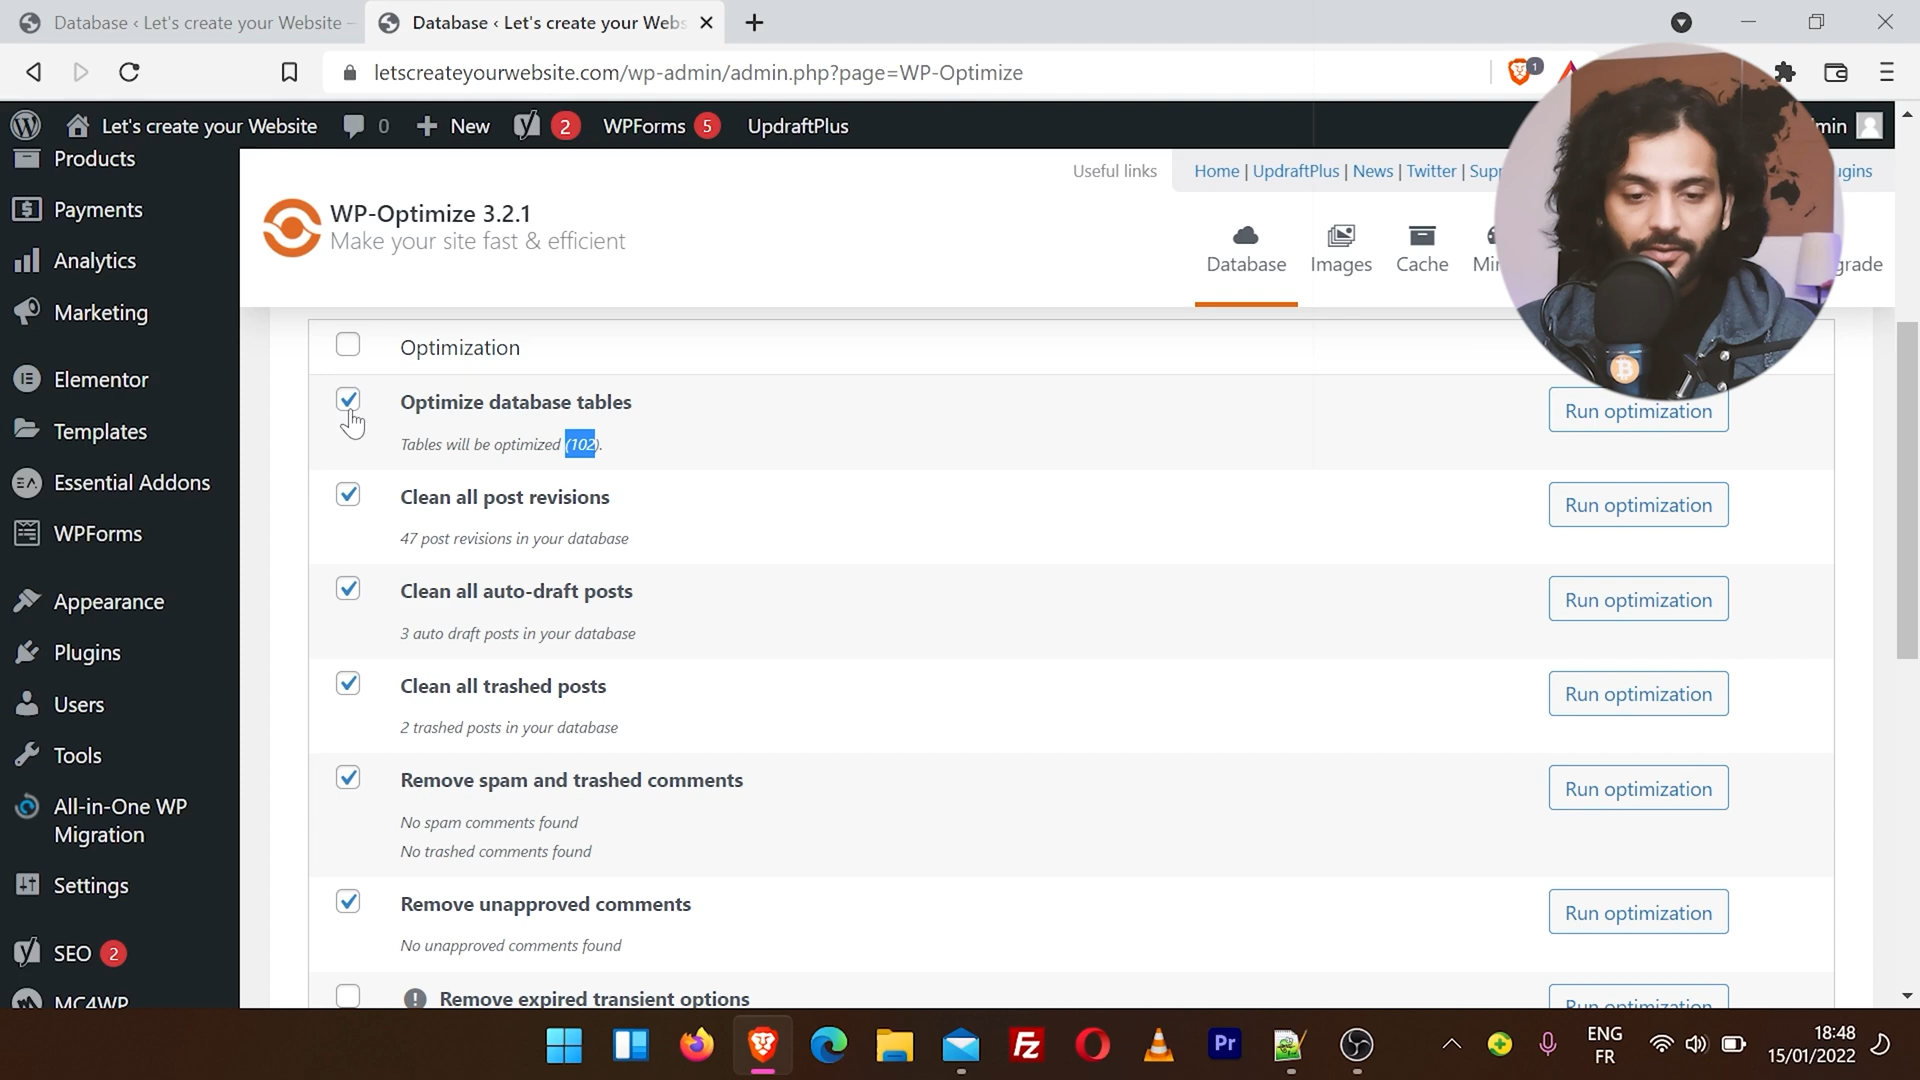 Database ‹ Let's create your Website –
Database ‹ Let's create your Webs
letscreateyourwebsite.com/wp-admin/admin.php?page=WP-Optimize
1
Let's create your Website
0
New
2
WPForms 5
UpdraftPlus
Products
Payments
Analytics
Marketing
Elementor
Templates
Essential Addons
WPForms
Appearance
Plugins
Users
Tools
All-in-One WP
Migration
Settings
SEO 2
MC4WP
Useful links
Home | UpdraftPlus | News | Twitter |
WP-Optimize 3.2.1
Make your site fast & efficient
Database
Images
Cache
Optimization
Optimize database tables
Tables will be optimized (102).
Run optimization
Clean all post revisions
47 post revisions in your database
Run optimization
Clean all auto-draft posts
3 auto draft posts in your database
Run optimization
Clean all trashed posts
2 trashed posts in your database
Run optimization
Remove spam and trashed comments
No spam comments found
No trashed comments found
Run optimization
Remove unapproved comments
No unapproved comments found
Run optimization
Remove expired transient options
Run optimization
EA
Fz
Pr
ENG
FR
18:48
15/01/2022